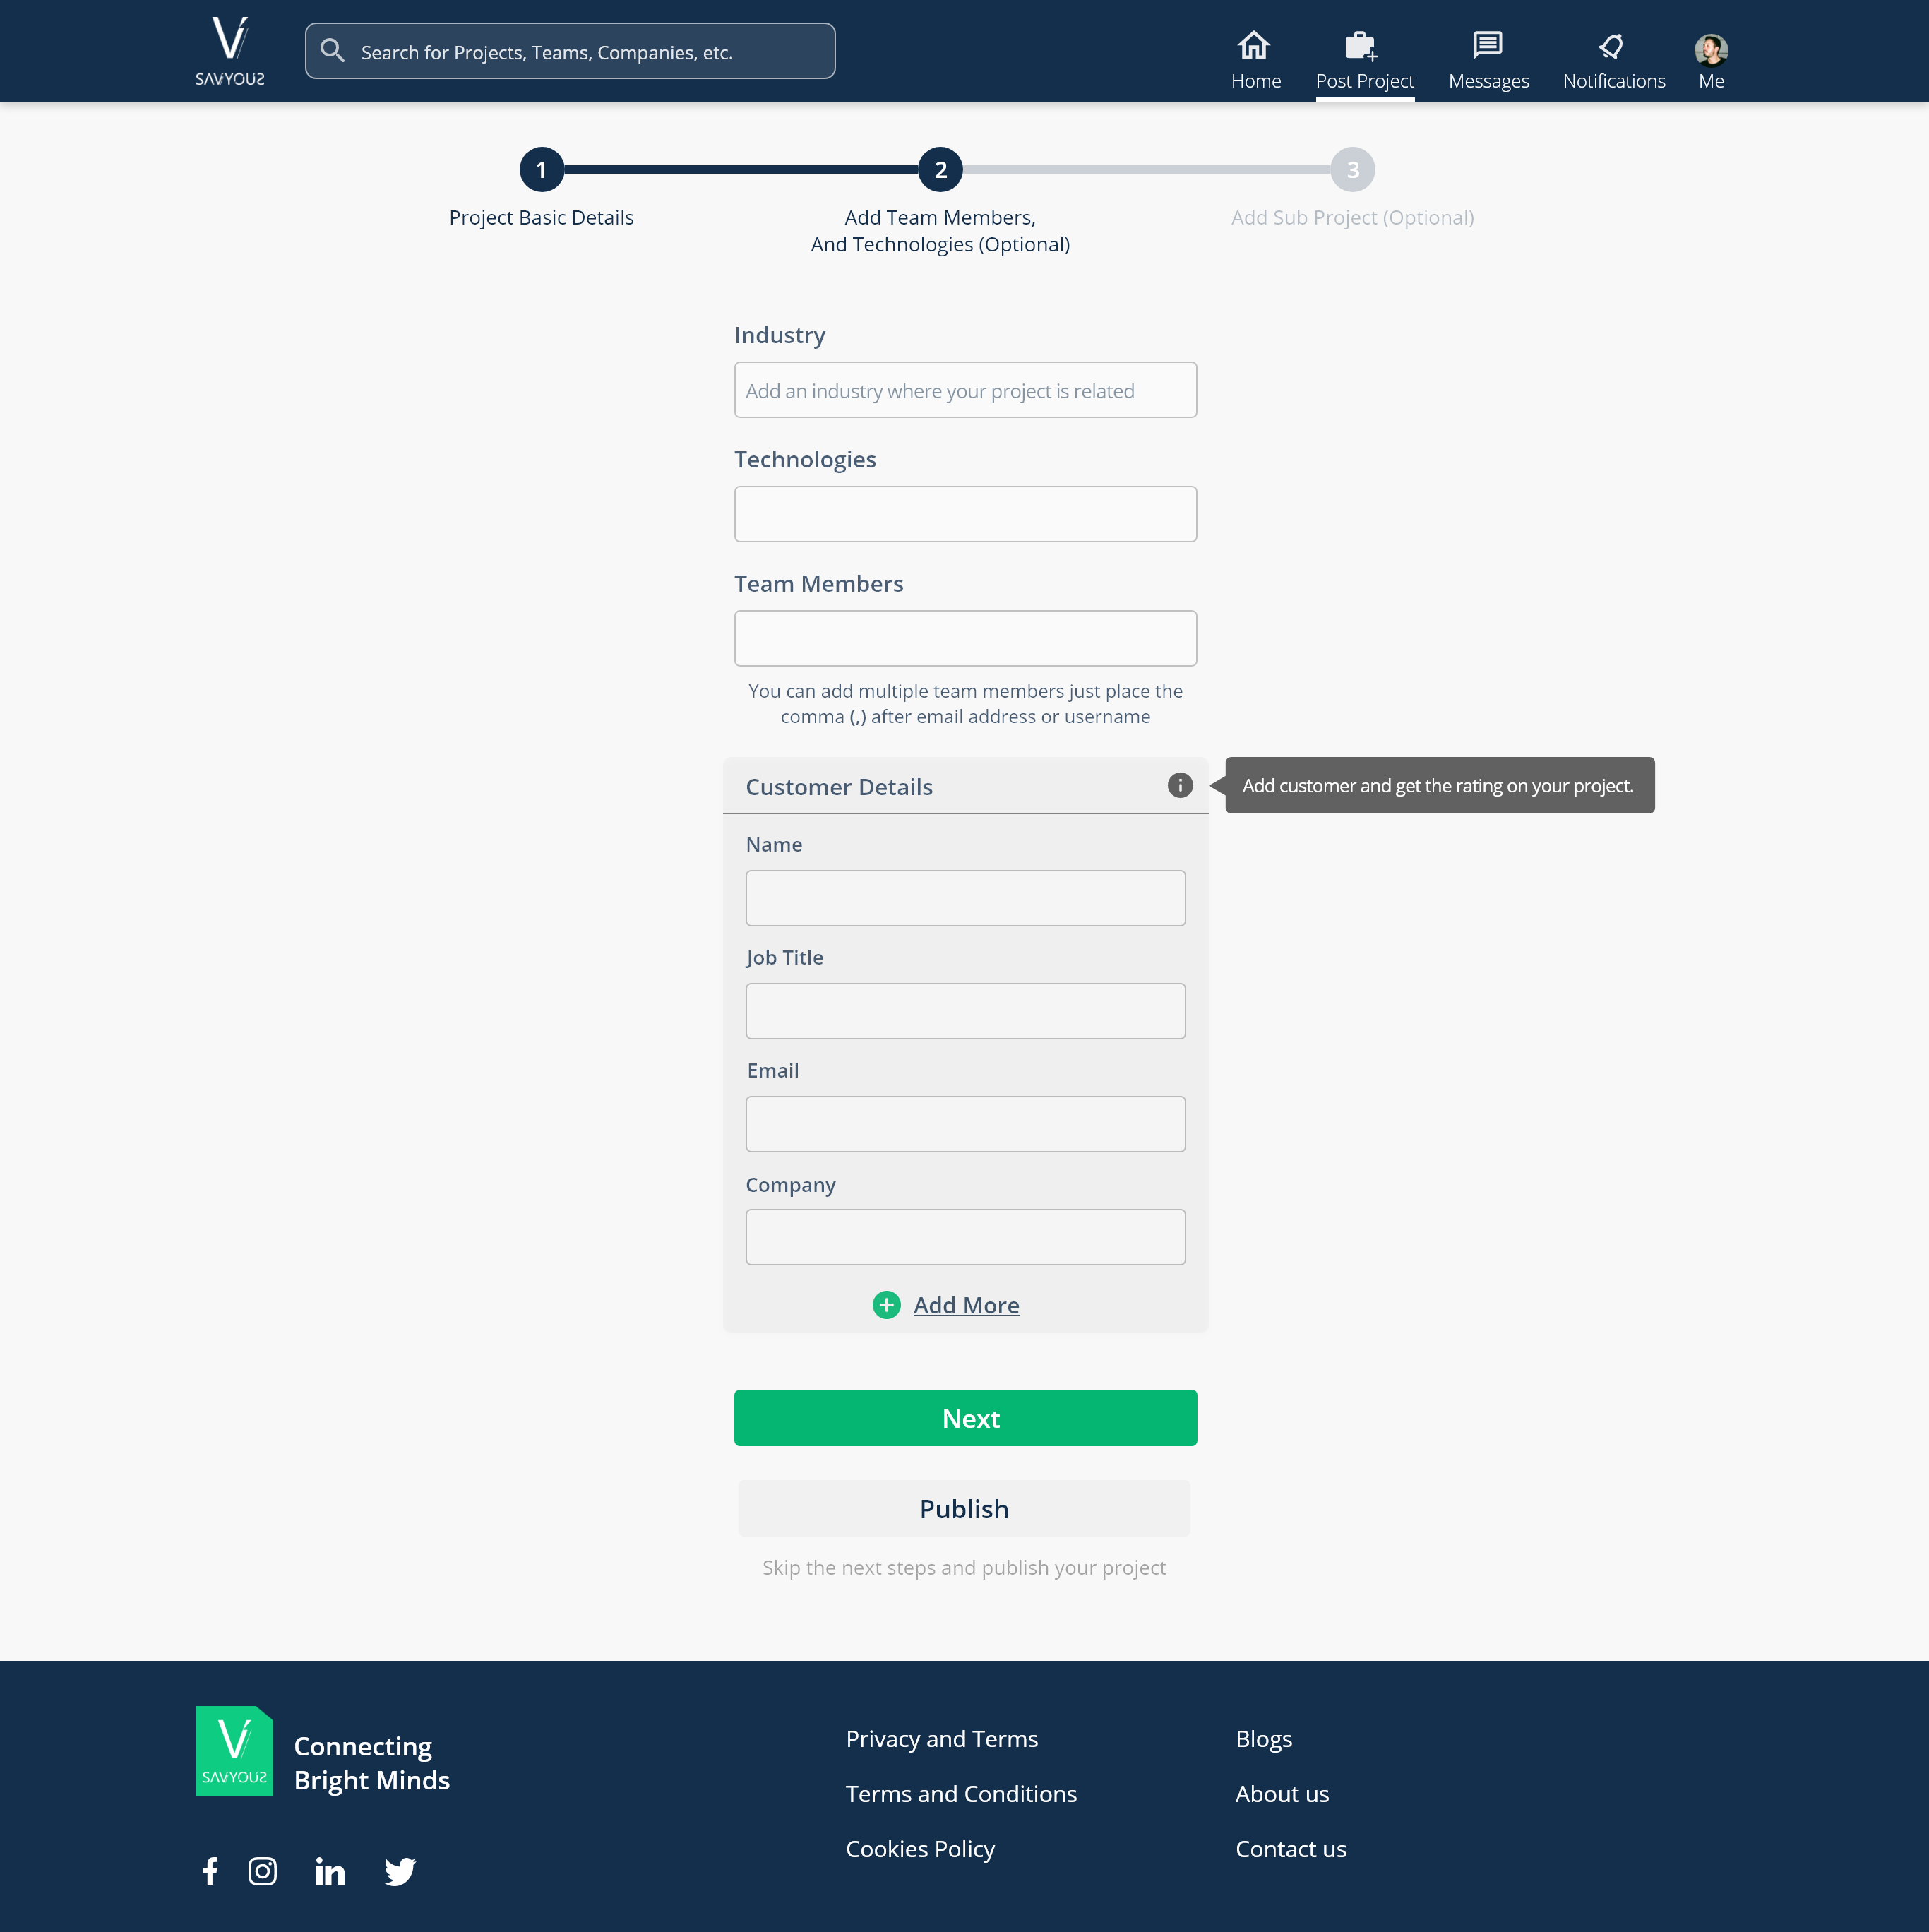 SAVYOUS
Search for Projects, Teams, Companies, etc.
Home
Post Project
Messages
Notifications
Me
1
2
3
Project Basic Details
Add Team Members,
And Technologies (Optional)
Add Sub Project (Optional)
Industry
Add an industry where your project is related
Technologies
Team Members
You can add multiple team members just place the
comma (,) after email address or username
Customer Details
Add customer and get the rating on your project.
Name
Job Title
Email
Company
Add More
Next
Publish
Skip the next steps and publish your project
SAVYOUS
Connecting
Bright Minds
Privacy and Terms
Terms and Conditions
Cookies Policy
Blogs
About us
Contact us